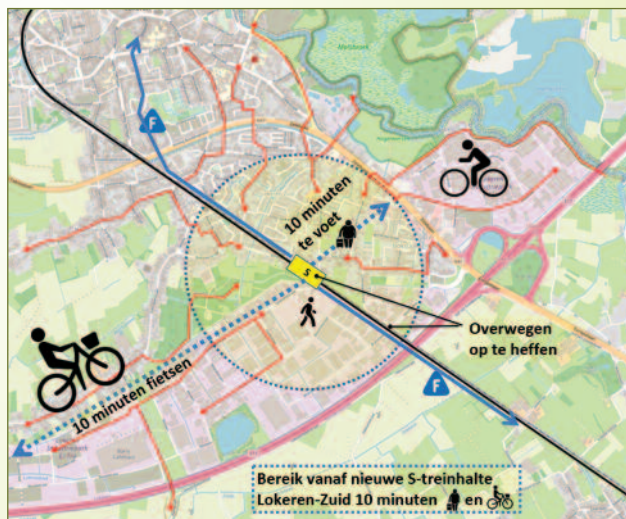 F
10 minuten
te voet
S
Overwegen
op te heffen
10 minuten fietsen
F
Bereik vanaf nieuwe S-treinhalte
Lokeren-Zuid 10 minuten en